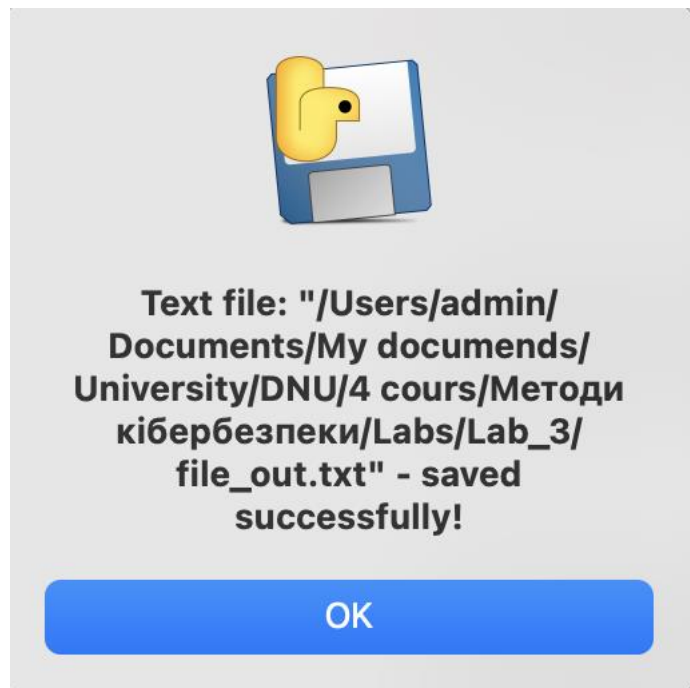 Text file: "/Users/admin/
Documents/My documends/
University/DNU/4 cours/Методи
кібербезпеки/Labs/Lab_3/
file_out.txt" - saved
successfully!
OK